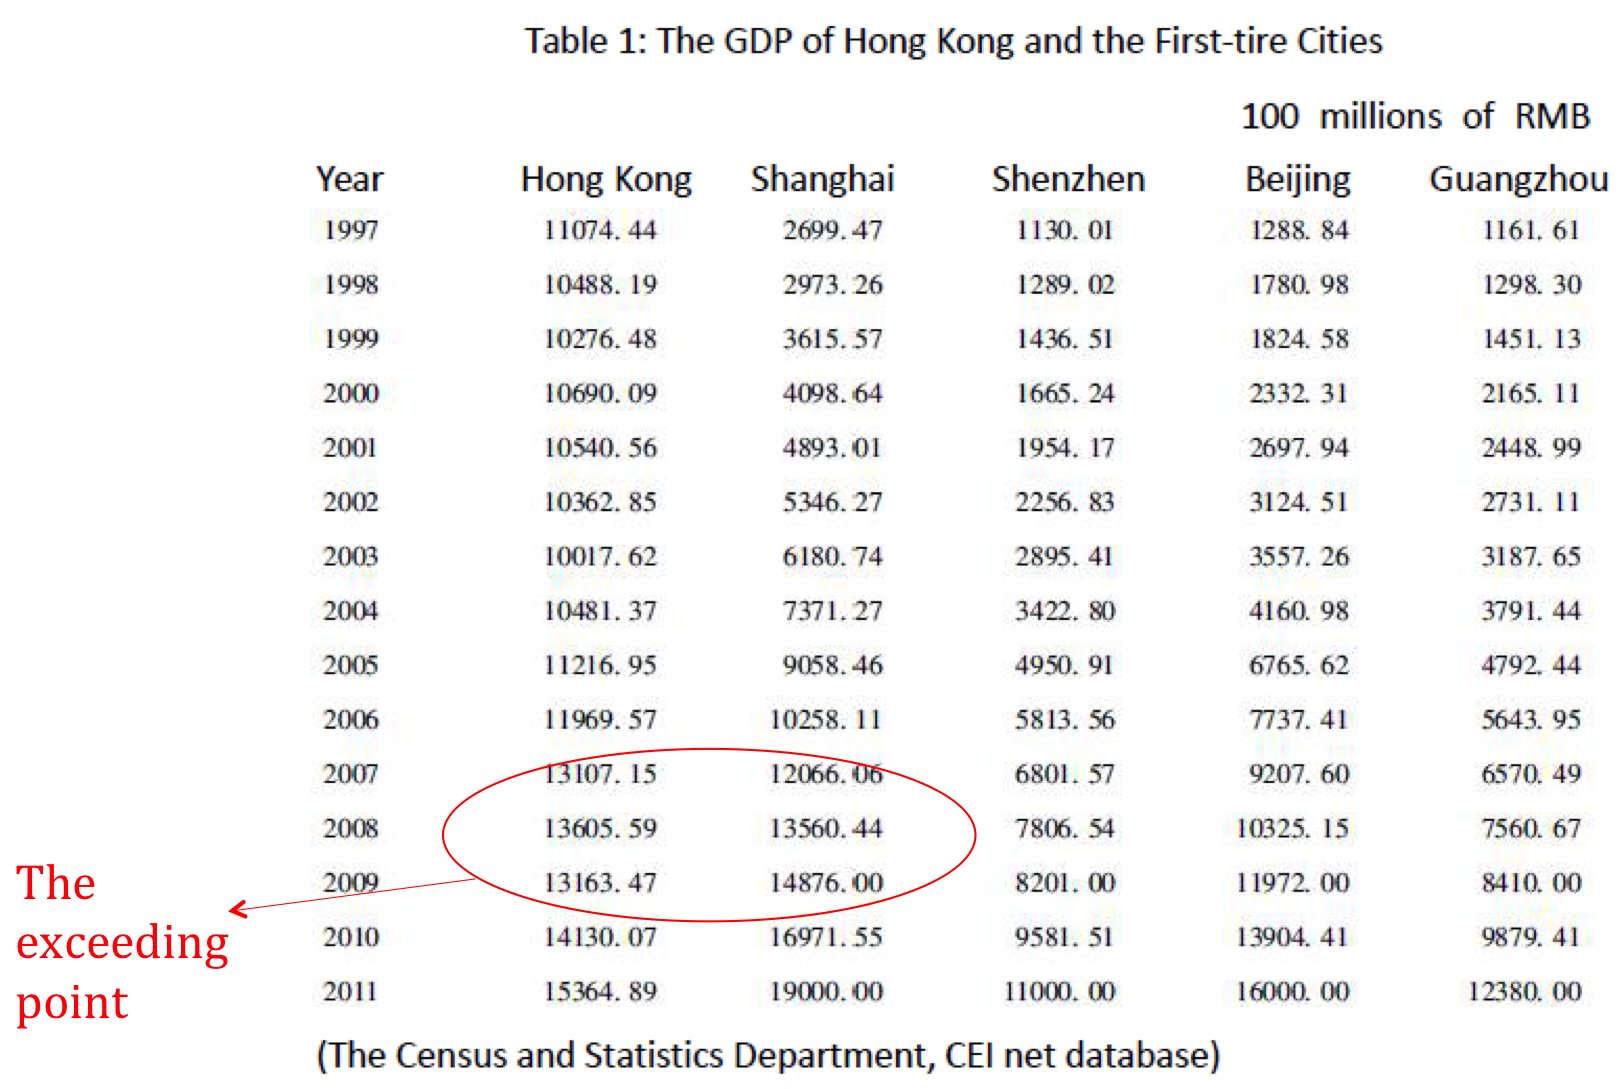 Table 1: The GDP of Hong Kong and the First-tire Cities
100 millions of RMB
Year Hong Kong Shanghai Shenzhen Beijing Guangzhou
1997 11074. 44 2699. 47 1130. 01 1288. 84 1161. 61
1998 10488. 19 2973. 26 1289. 02 1780. 98 1298. 30
1999 10276. 48 3615. 57 1436. 51 1824. 58 1451. 13
2000 10690. 09 4098. 64 1665. 24 2332. 31 2165. 11
2001 10540. 56 4893. 01 1954. 17 2697. 94 2448. 99
2002 10362. 85 5346. 27 2256. 83 3124. 51 2731. 11
2003 10017. 62 6180. 74 2895. 41 3557. 26 3187. 65
2004 10481. 37 7371. 27 3422. 80 4160. 98 3791. 44
2005 11216. 95 9058. 46 4950. 91 6765. 62 4792. 44
2006 11969. 57 10258. 11 5813. 56 7737. 41 5643. 95
2007 13107. 15 12066. 06 6801. 57 9207. 60 6570. 49
2008 13605. 59 13560. 44 7806. 54 10325. 15 7560. 67
2009 13163. 47 14876. 00 8201. 00 11972. 00 8410. 00
2010 14130. 07 16971. 55 9581. 51 13904. 41 9879. 41
2011 15364. 89 19000. 00 11000. 00 16000. 00 12380. 00
The
exceeding
point
(The Census and Statistics Department, CEI net database)